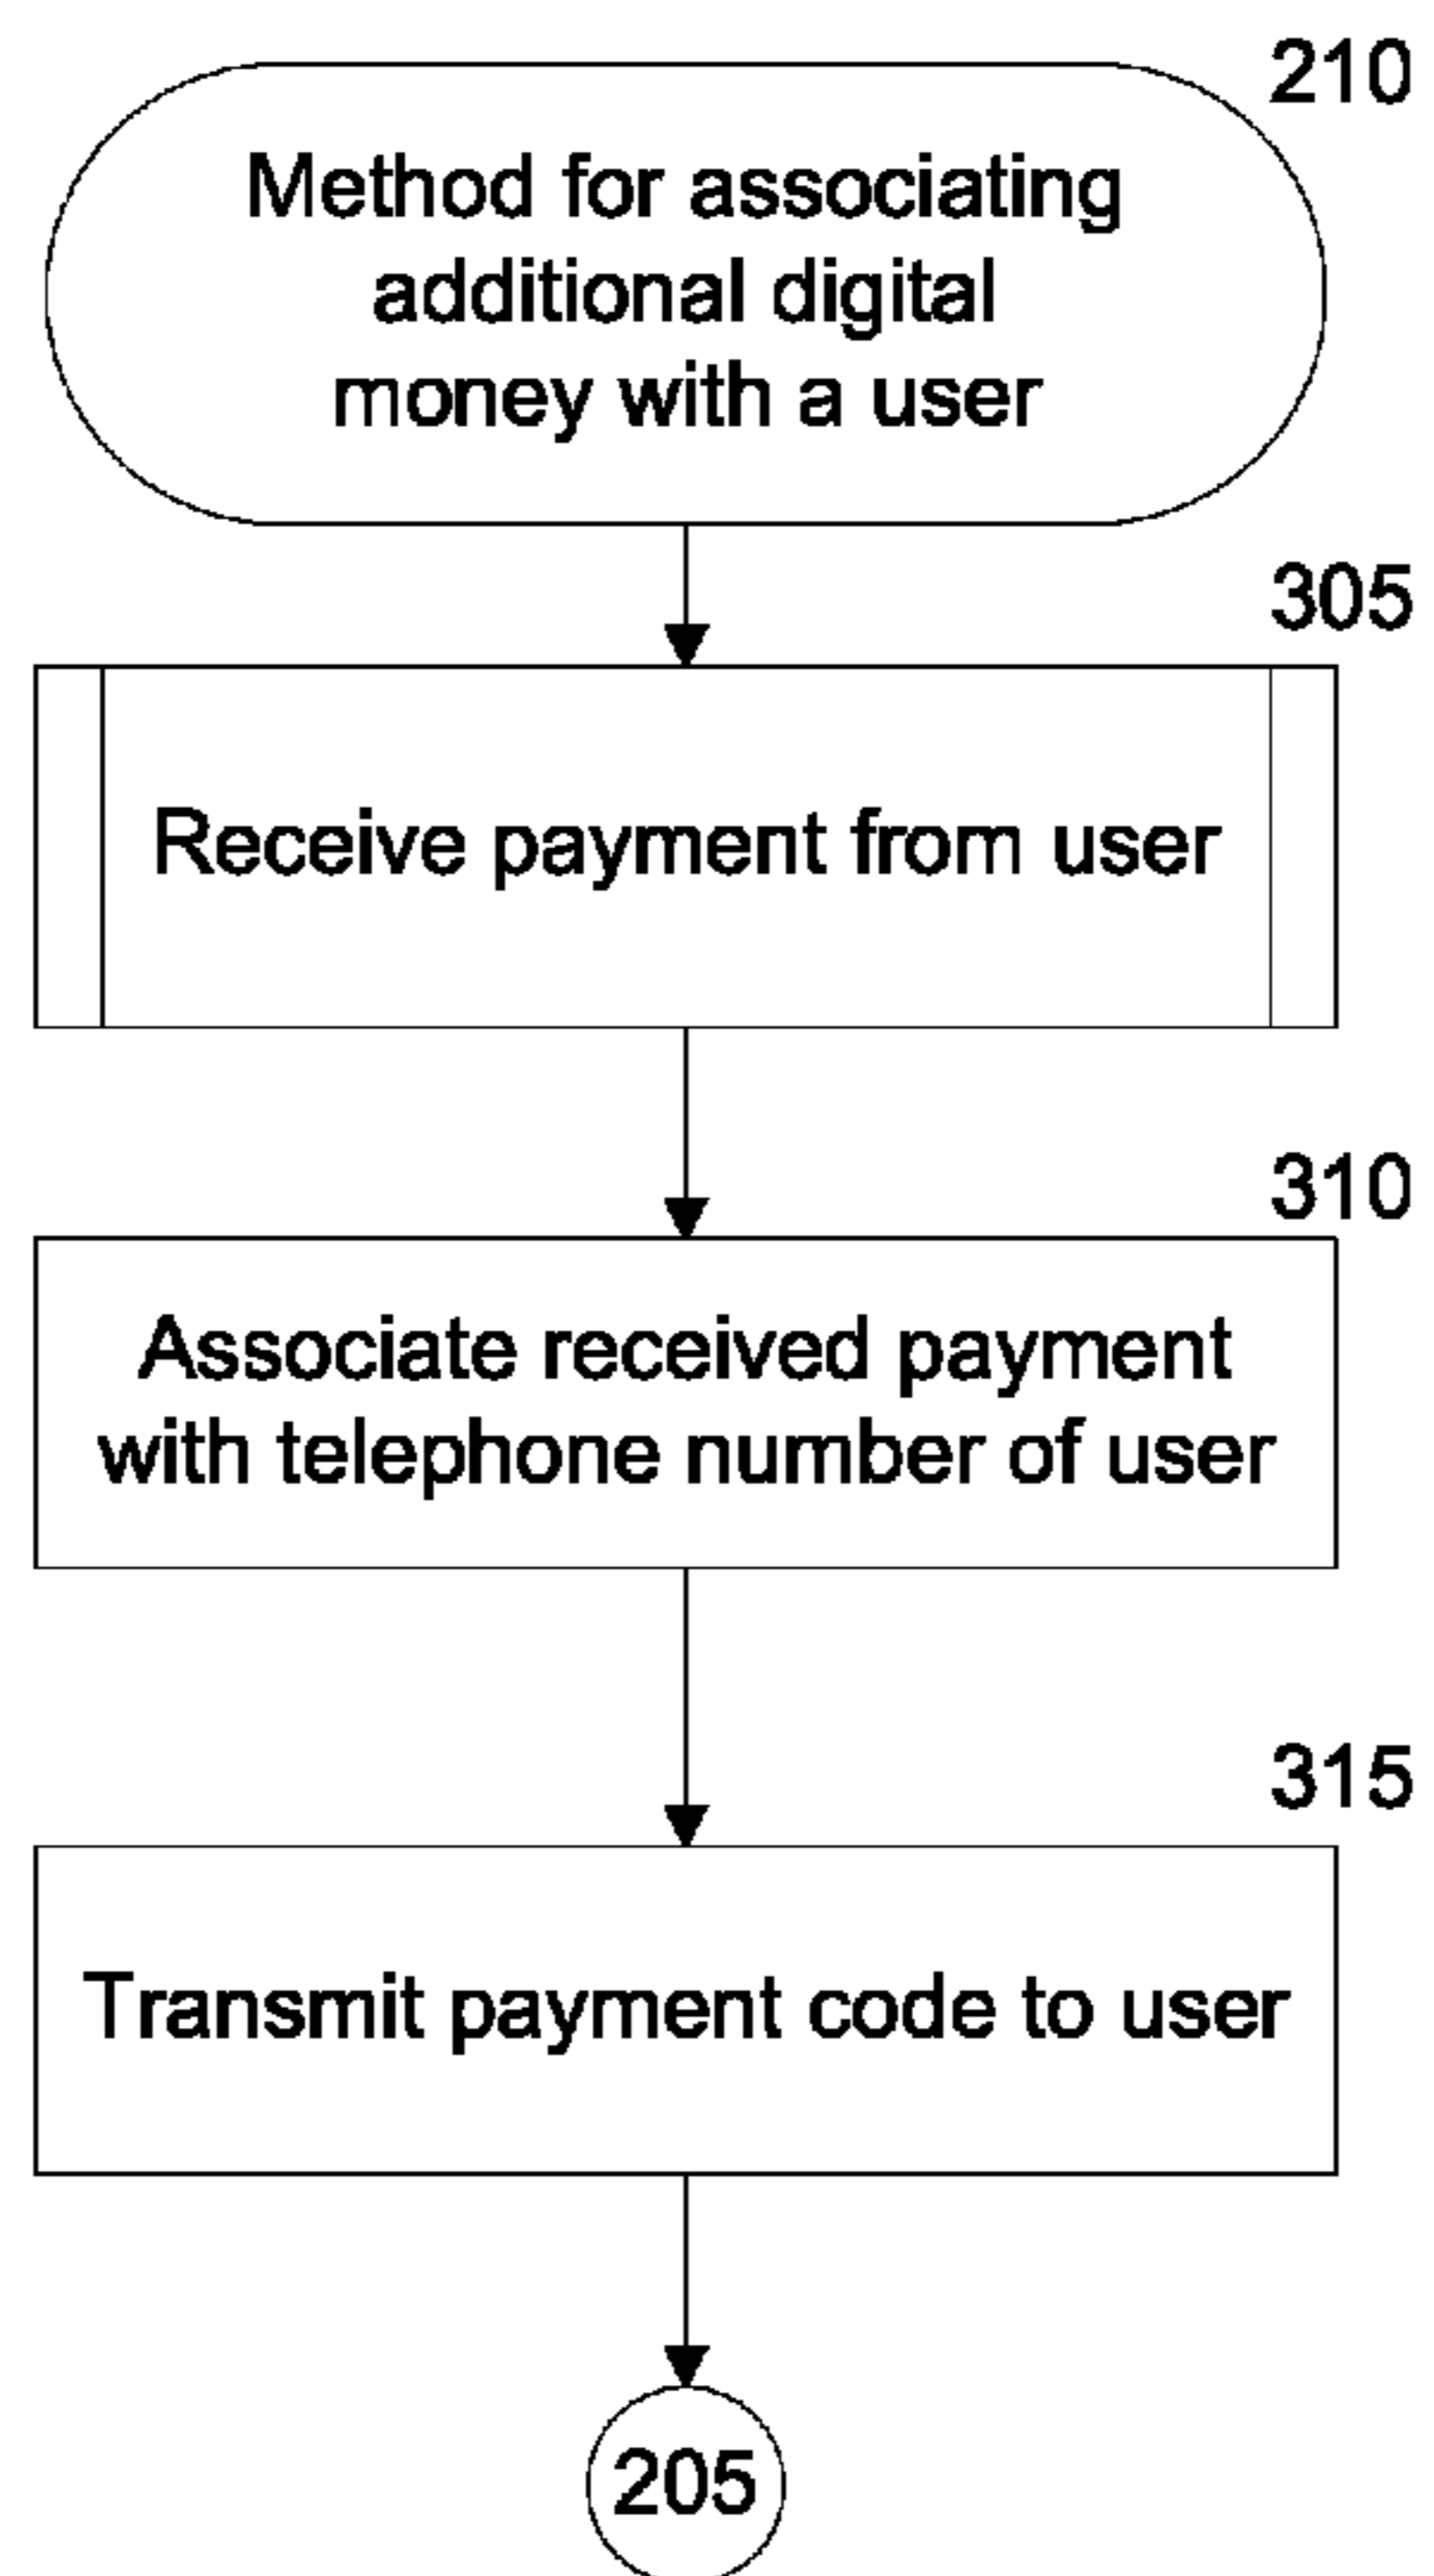 210
Method for associating
additional digital
money with a user
305
Receive payment from user
310
Associate received payment
with telephone number of user
315
Transmit payment code to user
205